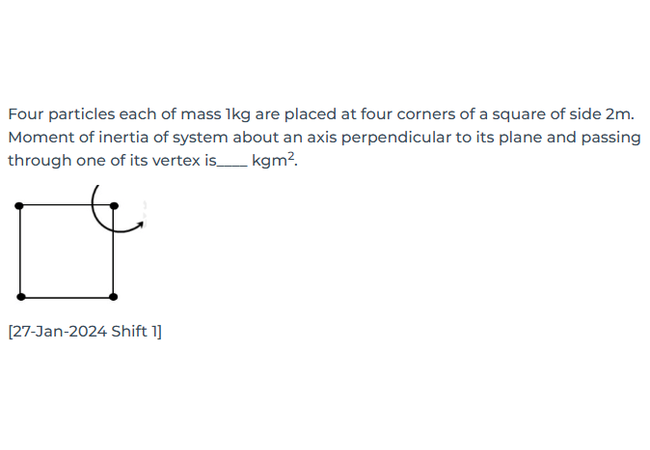 Four particles each of mass 1kg are placed at four corners of a square of side 2m.
Moment of inertia of system about an axis perpendicular to its plane and passing
through one of its vertex is____ kgm².
[27-Jan-2024 Shift 1]